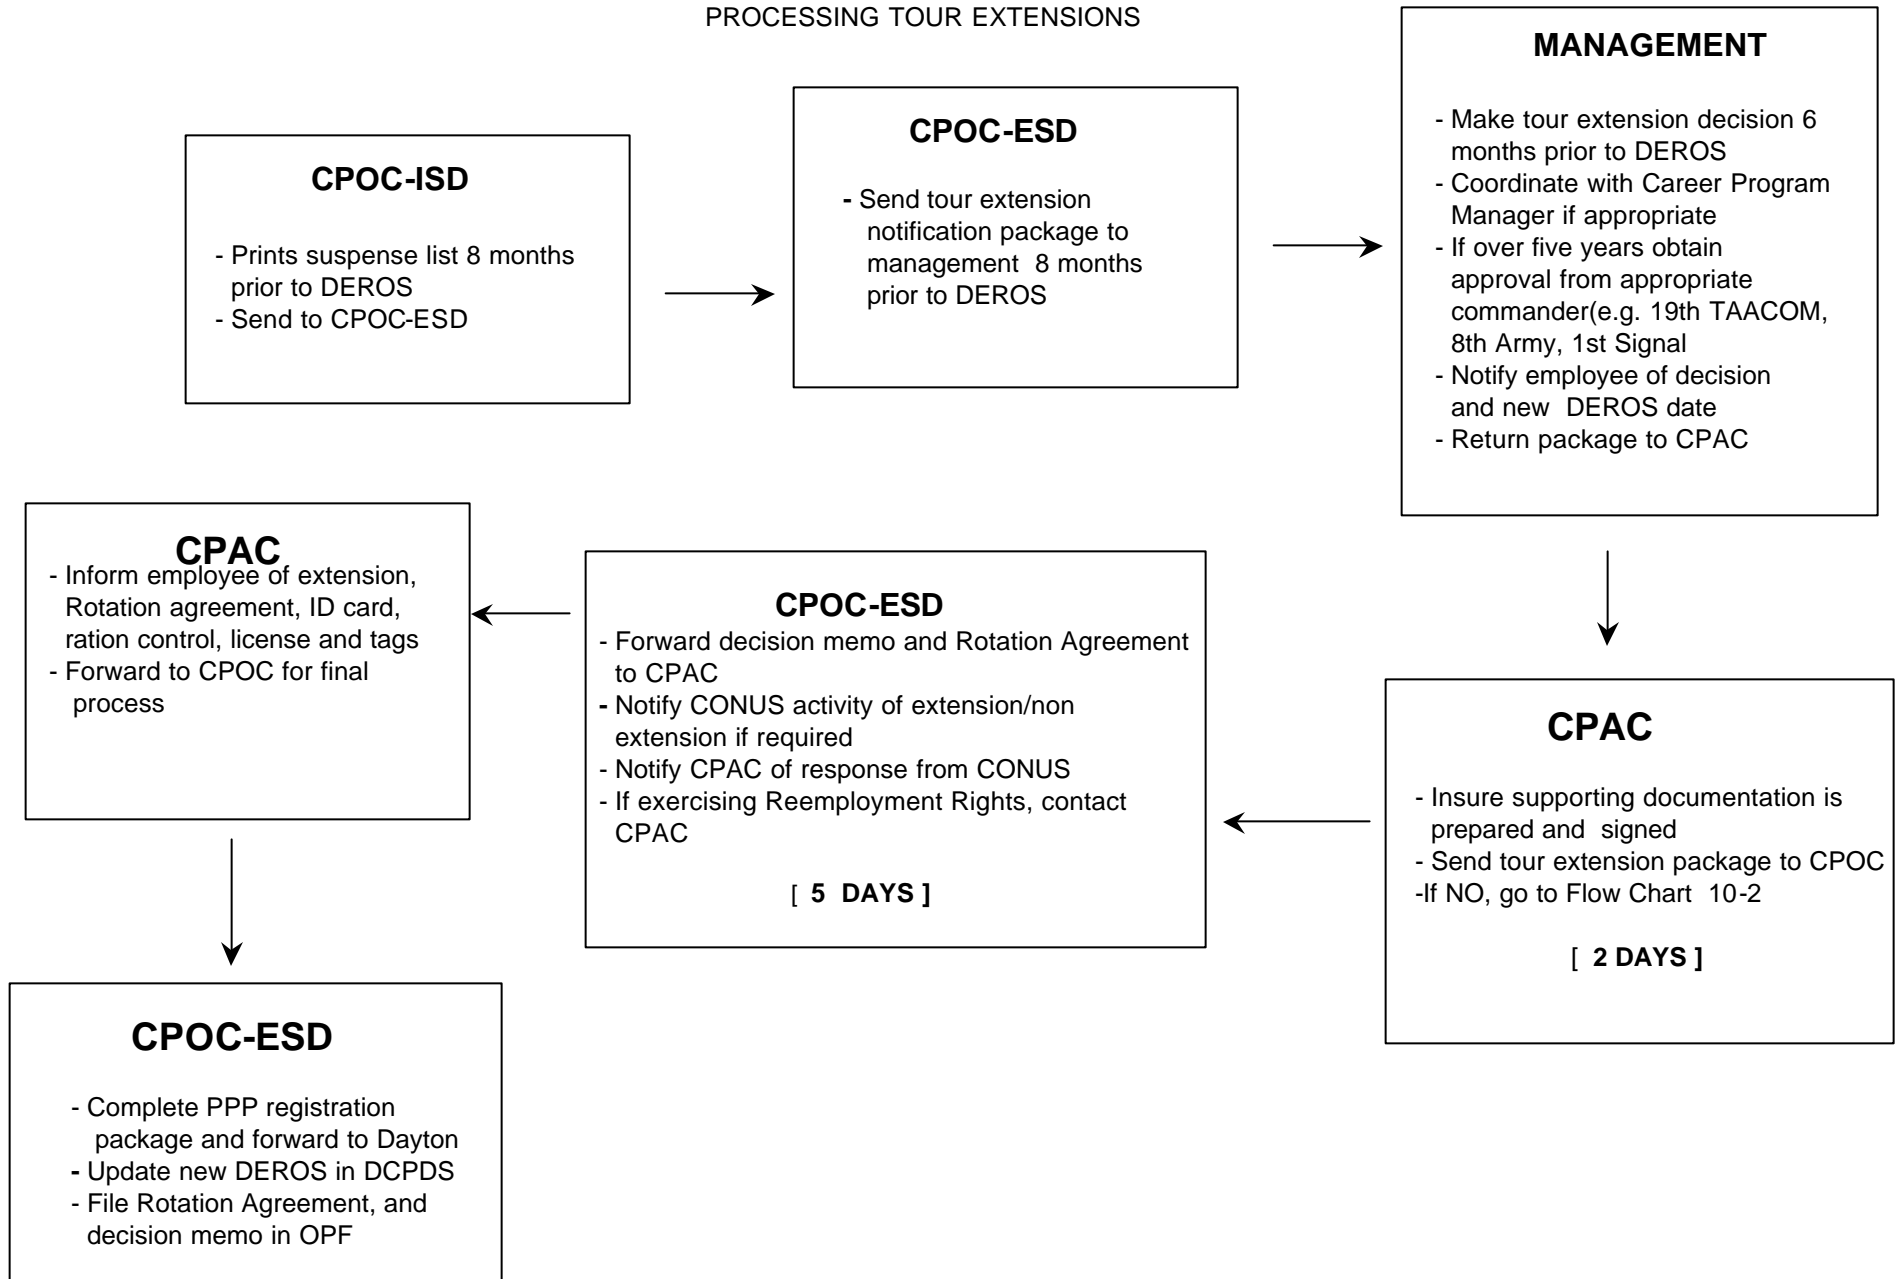 PROCESSING TOUR EXTENSIONS
CPOC-ISD
- Prints suspense list 8 months
prior to DEROS
- Send to CPOC-ESD
CPOC-ESD
- Send tour extension
notification package to
management 8 months
prior to DEROS
MANAGEMENT
- Make tour extension decision 6
months prior to DEROS
- Coordinate with Career Program
Manager if appropriate
- If over five years obtain
approval from appropriate
commander(e.g. 19th TAACOM,
8th Army, 1st Signal
- Notify employee of decision
and new DEROS date
- Return package to CPAC
CPAC
- Insure supporting documentation is
prepared and signed
- Send tour extension package to CPOC
-If NO, go to Flow Chart 10-2
[ 2 DAYS ]
CPOC-ESD
- Forward decision memo and Rotation Agreement
to CPAC
- Notify CONUS activity of extension/non
extension if required
- Notify CPAC of response from CONUS
- If exercising Reemployment Rights, contact
CPAC
[ 5 DAYS ]
CPAC
- Inform employee of extension,
Rotation agreement, ID card,
ration control, license and tags
- Forward to CPOC for final
process
CPOC-ESD
- Complete PPP registration
package and forward to Dayton
- Update new DEROS in DCPDS
- File Rotation Agreement, and
decision memo in OPF